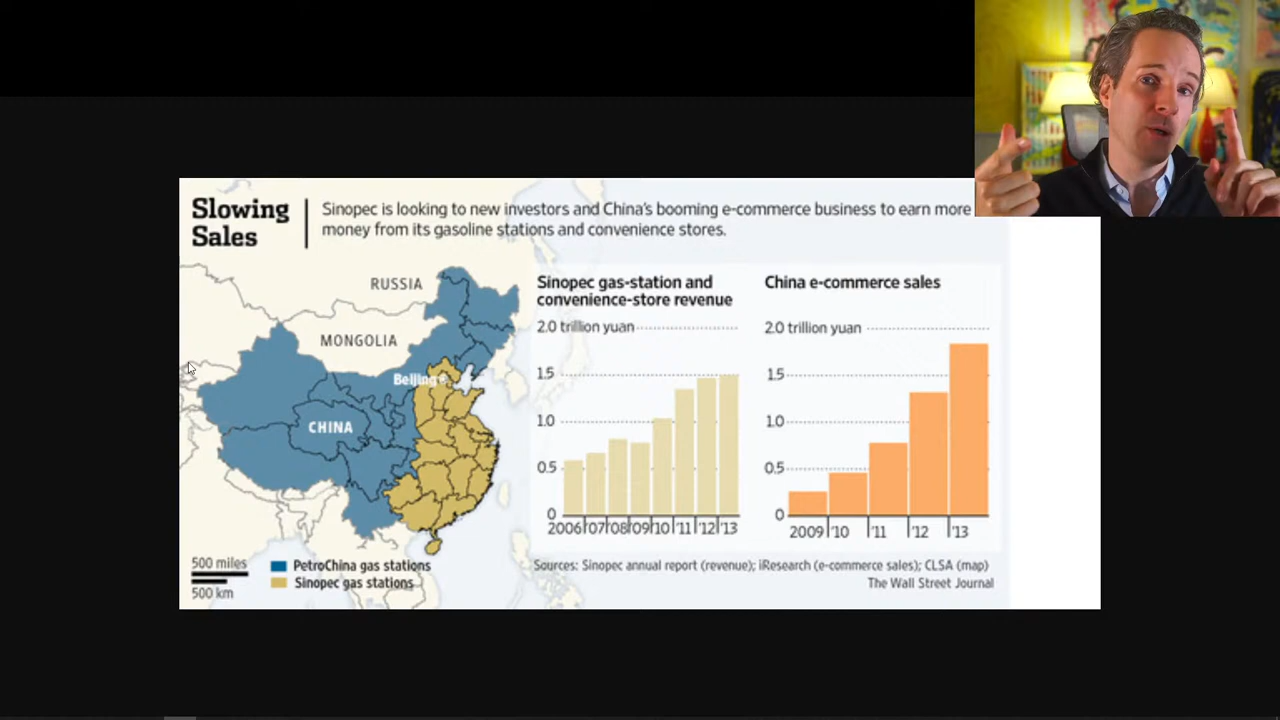 Slowing
Sales
Sinopec is looking to new investors and China's booming e-commerce business to earn more
money from its gasoline stations and convenience stores.
RUSSIA
MONGOLIA
Beijing
CHINA
500 miles
500 km
PetroChina gas stations
Sinopec gas stations
Sinopec gas-station and
convenience-store revenue
2.0 trillion yuan
1.5
1.0
0.5
0
2006 '07 '08 '09 '10 '11 '12 '13
China e-commerce sales
2.0 trillion yuan
1.5
1.0
0.5
0
2009 '10 '11 '12 '13
Sources: Sinopec annual report (revenue); iResearch (e-commerce sales); CLSA (map)
The Wall Street Journal